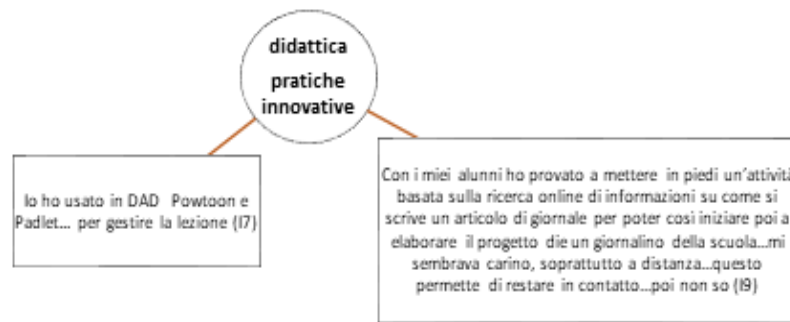 didattica
pratiche
innovative
Io ho usato in DAD Powtoon e
Padlet... per gestire la lezione (I7)
Con i miei alunni ho provato a mettere in piedi un'attività
basata sulla ricerca online di informazioni su come si
scrive un articolo di giornale per poter così iniziare poi a
elaborare il progetto die un giornalino della scuola...mi
sembrava carino, soprattutto a distanza...questo
permette di restare in contatto...poi non so (I9)